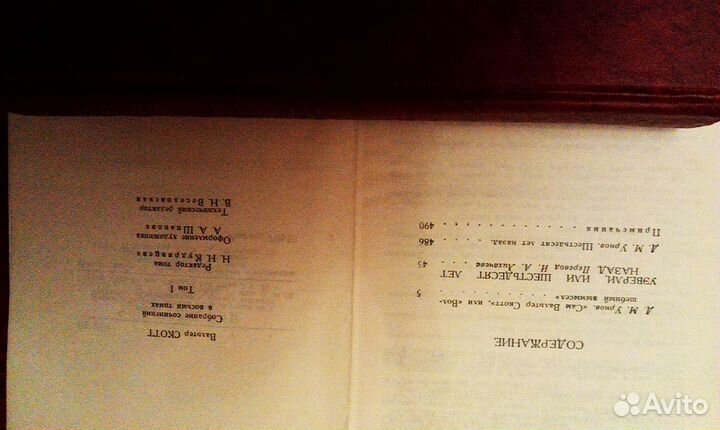 СОДЕРЖАНИЕ
Д. М. Урнов. «Сам Вальтер Скотт», или «Вол-
шебный вымысел» . . . . . . . . . . 5
УЭВЕРЛИ, ИЛИ ШЕСТЬДЕСЯТ ЛЕТ
НАЗАД. Перевод И. А. Лихачева . . . 45
Д. М. Урнов. Шестьдесят лет назад. . . . 486
Примечания . . . . . . . . . . . . 490
Вальтер СКОТТ
Собрание сочинений
в восьми томах
Том 1
Редактор тома
Н. Н. Кудрявцева
Оформление художника
А. А. Шпакова
Технический редактор
В. Н. Веселовская
Avito